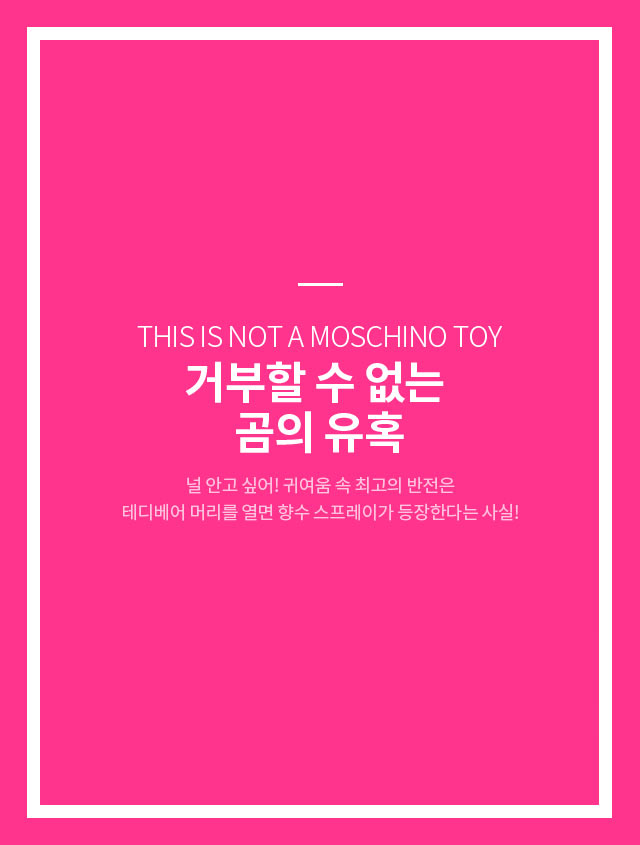 THIS IS NOT A MOSCHINO TOY
거부할 수 없는
곰의 유혹
널 안고 싶어! 귀여움 속 최고의 반전은
테디베어 머리를 열면 향수 스프레이가 등장한다는 사실!